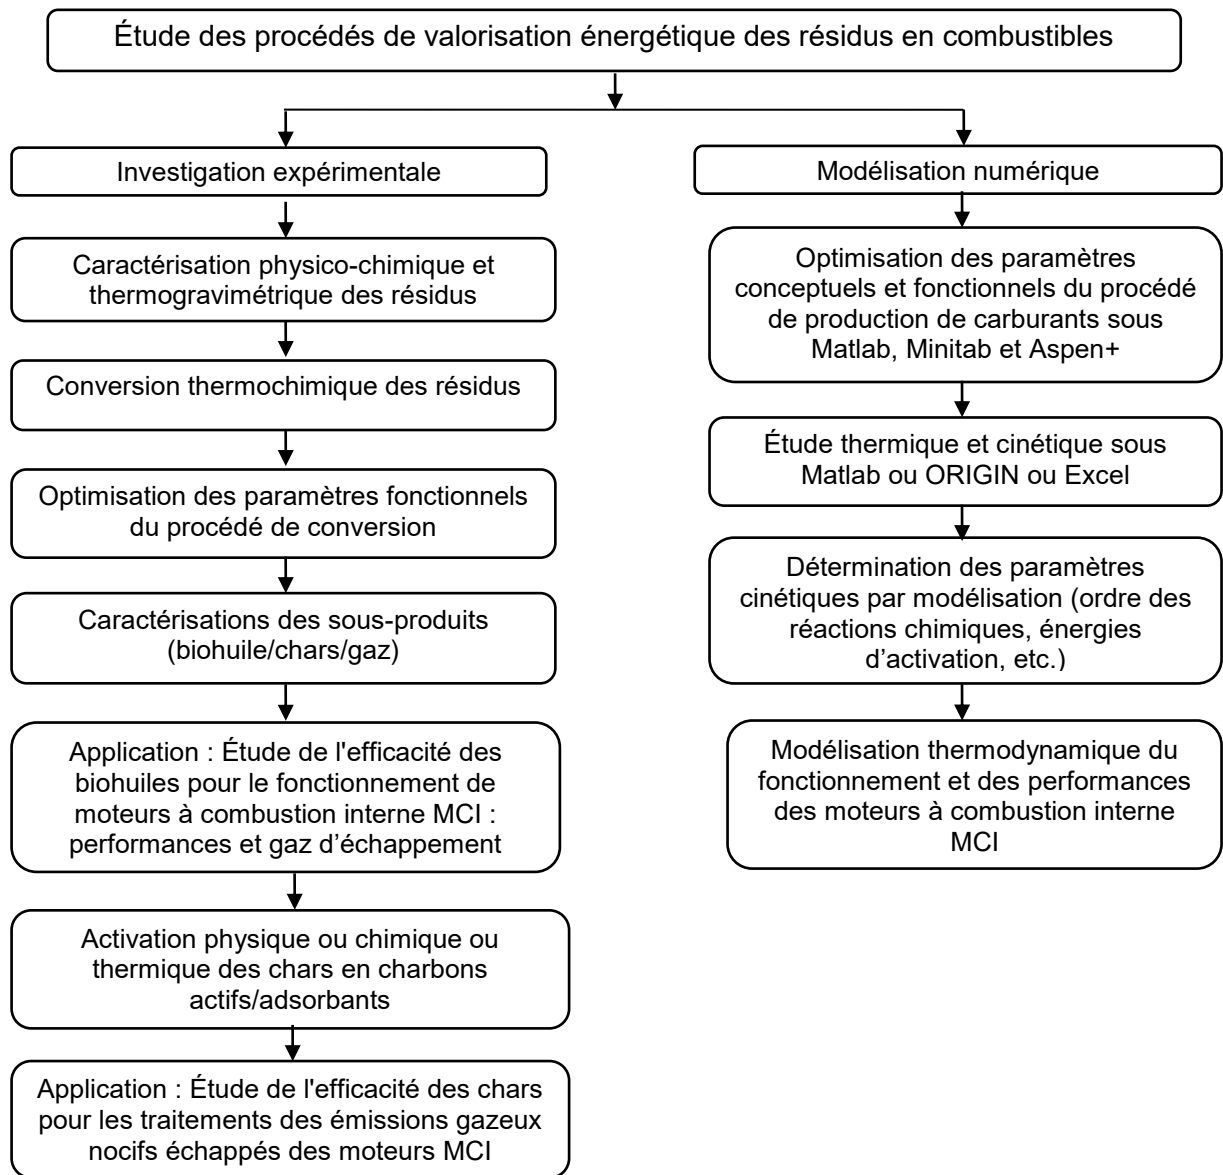 Étude des procédés de valorisation énergétique des résidus en combustibles
Investigation expérimentale
Caractérisation physico-chimique et
thermogravimétrique des résidus
Conversion thermochimique des résidus
Optimisation des paramètres fonctionnels
du procédé de conversion
Caractérisations des sous-produits
(biohuile/chars/gaz)
Application : Étude de l'efficacité des
biohuiles pour le fonctionnement de
moteurs à combustion interne MCI :
performances et gaz d’échappement
Activation physique ou chimique ou
thermique des chars en charbons
actifs/adsorbants
Application : Étude de l'efficacité des chars
pour les traitements des émissions gazeux
nocifs échappés des moteurs MCI
Modélisation numérique
Optimisation des paramètres
conceptuels et fonctionnels du procédé
de production de carburants sous
Matlab, Minitab et Aspen+
Étude thermique et cinétique sous
Matlab ou ORIGIN ou Excel
Détermination des paramètres
cinétiques par modélisation (ordre des
réactions chimiques, énergies
d’activation, etc.)
Modélisation thermodynamique du
fonctionnement et des performances
des moteurs à combustion interne
MCI